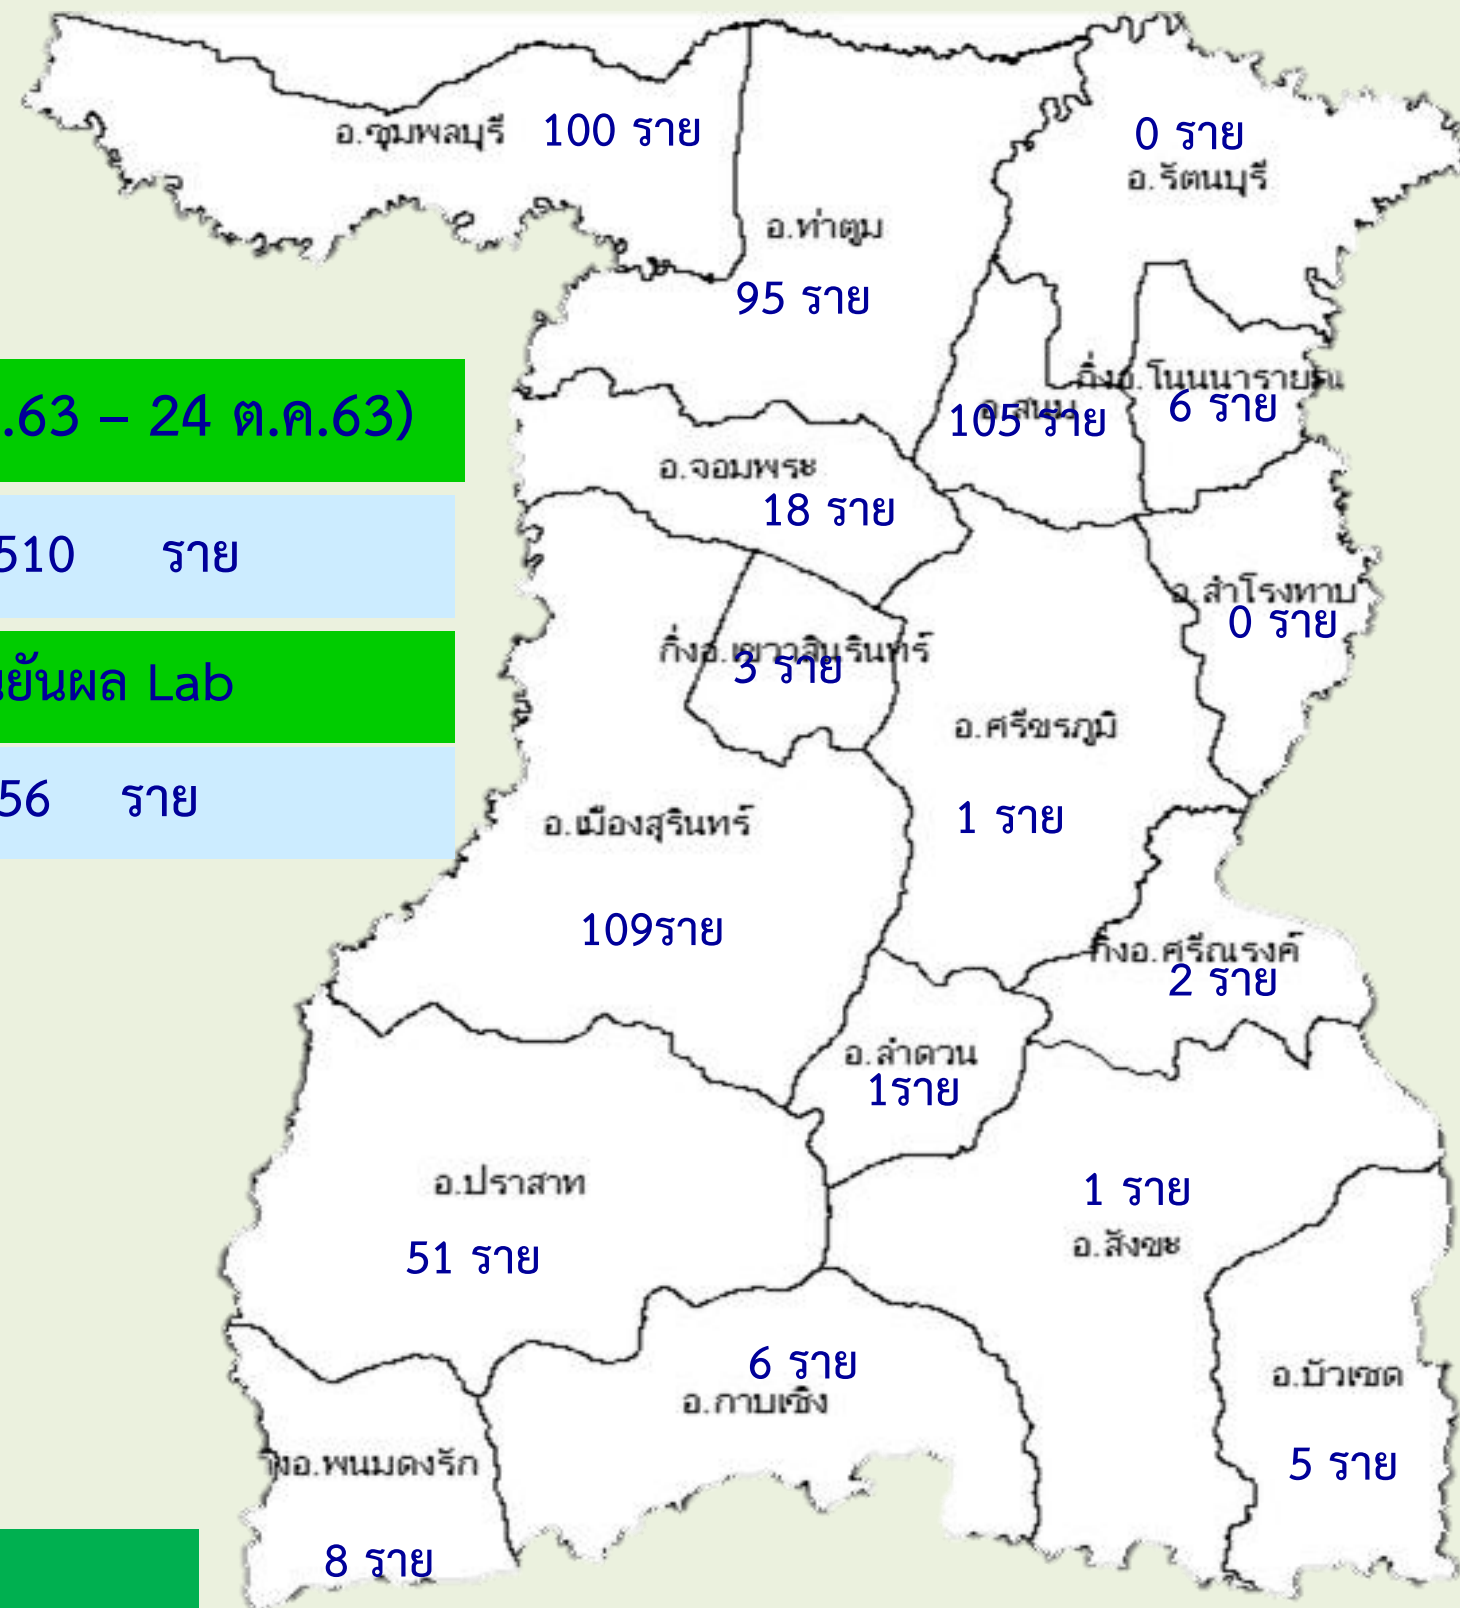 อ.ชุมพลบุรี 100 ราย
0 ราย
อ.รัตนบุรี
อ.ท่าตูม
95 ราย
กิ่งอ.โนนนารายณ์
6 ราย
อ.สนม
105 ราย
.63 – 24 ต.ค.63)
อ.จอมพระ
18 ราย
510 ราย
อ.สำโรงทาบ
0 ราย
กิ่งอ.เขวาสินรินทร์
3 ราย
ยันผล Lab
อ.ศรีขรภูมิ
1 ราย
56 ราย
อ.เมืองสุรินทร์
109ราย
กิ่งอ.ศรีณรงค์
2 ราย
อ.ลำดวน
1ราย
อ.ปราสาท
51 ราย
1 ราย
อ.สังขะ
6 ราย
อ.กาบเชิง
อ.บัวเชด
5 ราย
งอ.พนมดงรัก
8 ราย